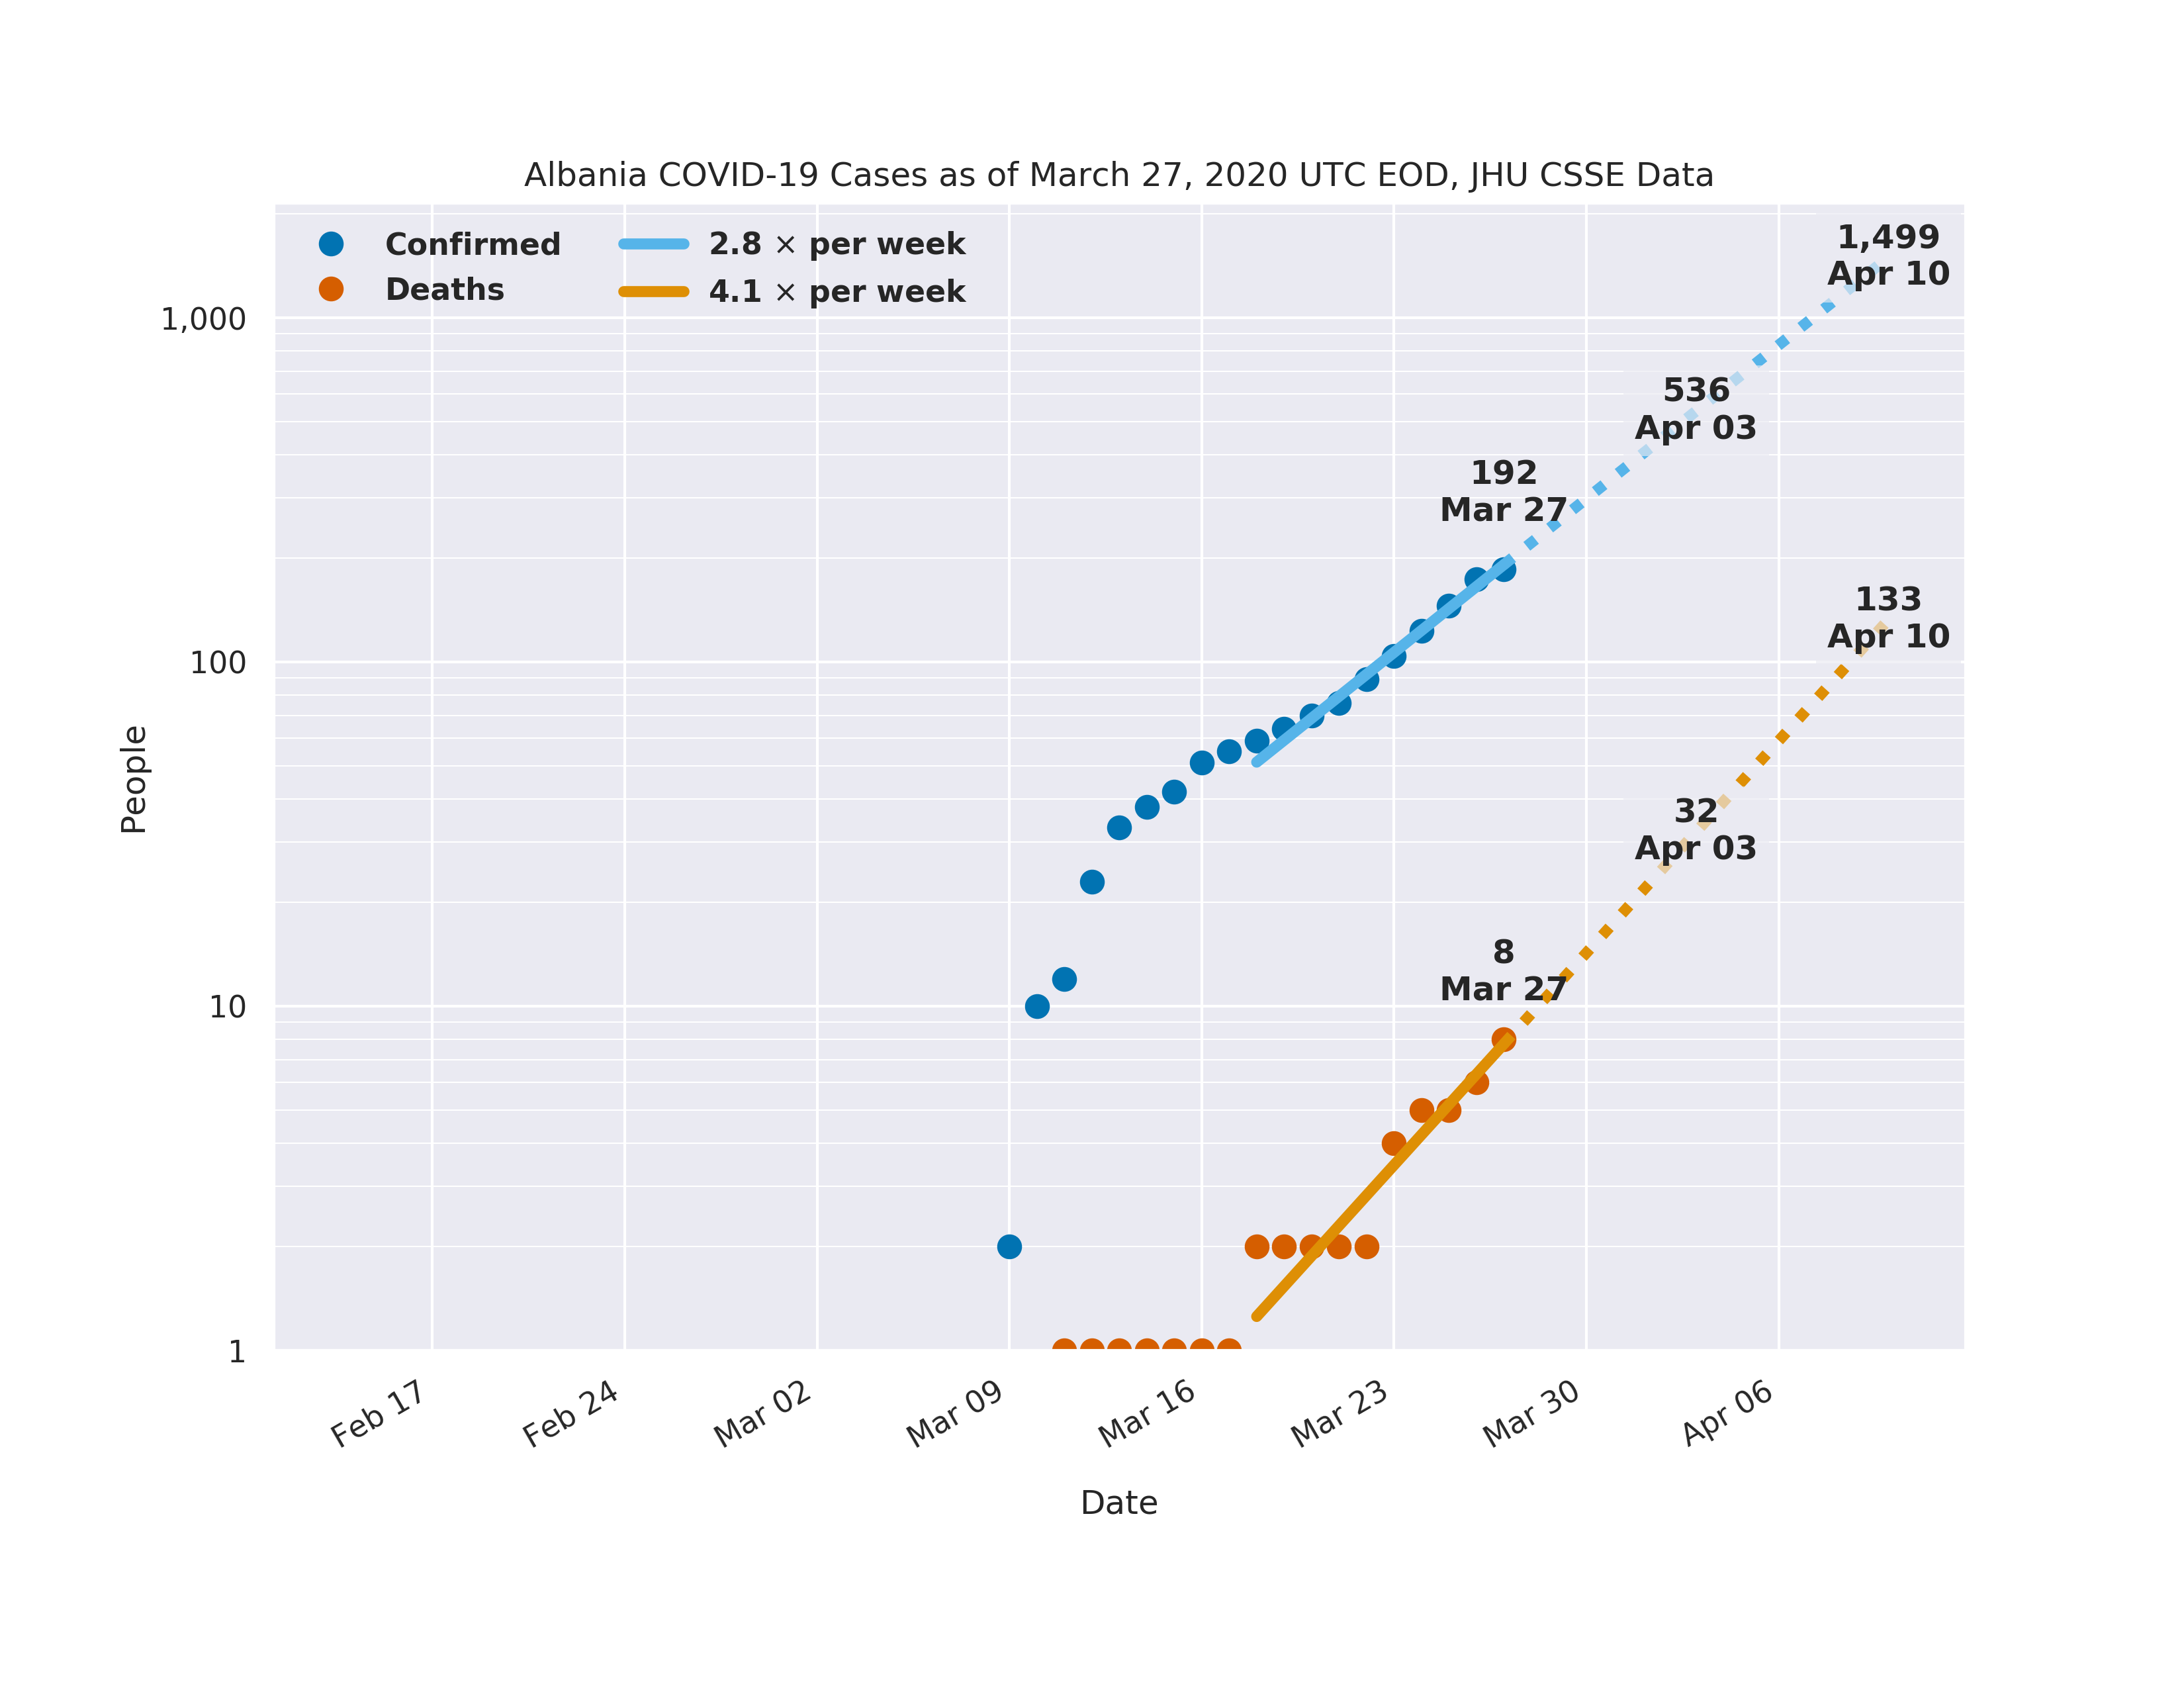 Albania COVID-19 Cases as of March 27, 2020 UTC EOD, JHU CSSE Data
Confirmed
Deaths
2.8 × per week
4.1 × per week
1,499
Apr 10
536
Apr 03
192
Mar 27
133
Apr 10
32
Apr 03
8
Mar 27
People
1,000
100
10
1
Feb 17
Feb 24
Mar 02
Mar 09
Mar 16
Mar 23
Mar 30
Apr 06
Date